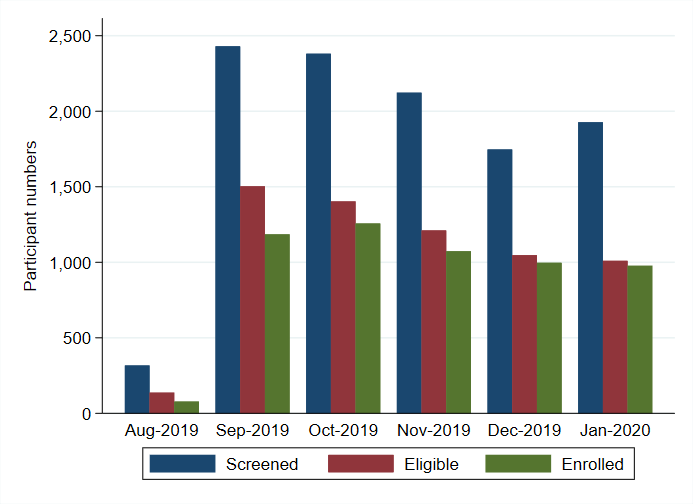 Participant numbers
2,500
2,000
1,500
1,000
500
0
Aug-2019 Sep-2019 Oct-2019 Nov-2019 Dec-2019 Jan-2020
Screened Eligible Enrolled